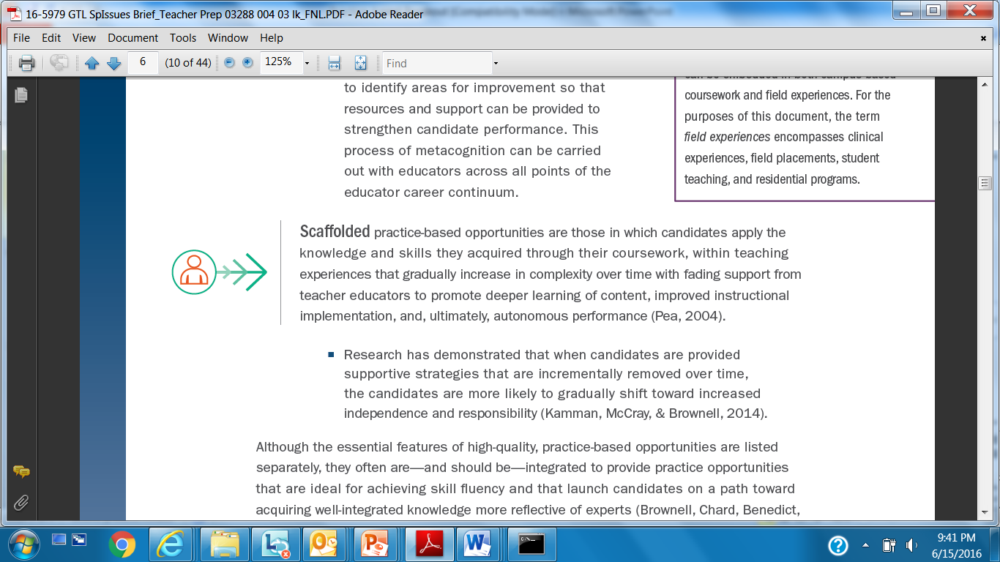 16-5979 GTL SpIssues Brief_Teacher Prep 03288 004 03 lk_FNL.PDF - Adobe Reader
File Edit View Document Tools Window Help
6 (10 of 44) 125% Find
to identify areas for improvement so that
resources and support can be provided to
strengthen candidate performance. This
process of metacognition can be carried
out with educators across all points of the
educator career continuum.
can be embedded in both campus-based
coursework and field experiences. For the
purposes of this document, the term
field experiences encompasses clinical
experiences, field placements, student
teaching, and residential programs.
Scaffolded practice-based opportunities are those in which candidates apply the
knowledge and skills they acquired through their coursework, within teaching
experiences that gradually increase in complexity over time with fading support from
teacher educators to promote deeper learning of content, improved instructional
implementation, and, ultimately, autonomous performance (Pea, 2004).
Research has demonstrated that when candidates are provided
supportive strategies that are incrementally removed over time,
the candidates are more likely to gradually shift toward increased
independence and responsibility (Kamman, McCray, & Brownell, 2014).
Although the essential features of high-quality, practice-based opportunities are listed
separately, they often are—and should be—integrated to provide practice opportunities
that are ideal for achieving skill fluency and that launch candidates on a path toward
acquiring well-integrated knowledge more reflective of experts (Brownell, Chard, Benedict,
9:41 PM
6/15/2016